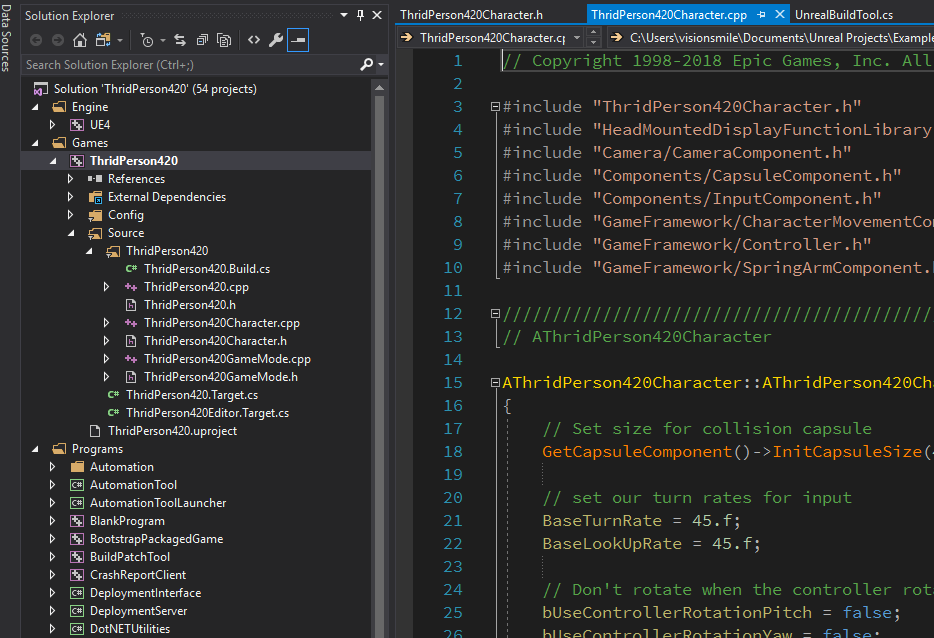 Data Sources
Solution Explorer
Search Solution Explorer (Ctrl+;)
Solution 'ThridPerson420' (54 projects)
Engine
UE4
Games
ThridPerson420
References
External Dependencies
Config
Source
ThridPerson420
ThridPerson420.Build.cs
ThridPerson420.cpp
ThridPerson420.h
ThridPerson420Character.cpp
ThridPerson420Character.h
ThridPerson420GameMode.cpp
ThridPerson420GameMode.h
ThridPerson420.Target.cs
ThridPerson420Editor.Target.cs
ThridPerson420.uproject
Programs
Automation
AutomationTool
AutomationToolLauncher
BlankProgram
BootstrapPackagedGame
BuildPatchTool
CrashReportClient
DeploymentInterface
DeploymentServer
DotNETUtilities
ThridPerson420Character.h ThridPerson420Character.cpp UnrealBuildTool.cs
ThridPerson420Character.cp C:\Users\visionsmile\Documents\Unreal Projects\Example
1 // Copyright 1998-2018 Epic Games, Inc. All
2
3 #include "ThridPerson420Character.h"
4 #include "HeadMountedDisplayFunctionLibrary
5 #include "Camera/CameraComponent.h"
6 #include "Components/CapsuleComponent.h"
7 #include "Components/InputComponent.h"
8 #include "GameFramework/CharacterMovementCo
9 #include "GameFramework/Controller.h"
10 #include "GameFramework/SpringArmComponent.h
11
12 ///////////////////////////////////////////
13 // AThridPerson420Character
14
15 AThridPerson420Character::AThridPerson420Cha
16 {
17 // Set size for collision capsule
18 GetCapsuleComponent()->InitCapsuleSize(
19
20 // set our turn rates for input
21 BaseTurnRate = 45.f;
22 BaseLookUpRate = 45.f;
23
24 // Don't rotate when the controller rota
25 bUseControllerRotationPitch = false;
26 bUseControllerRotationYaw = false;